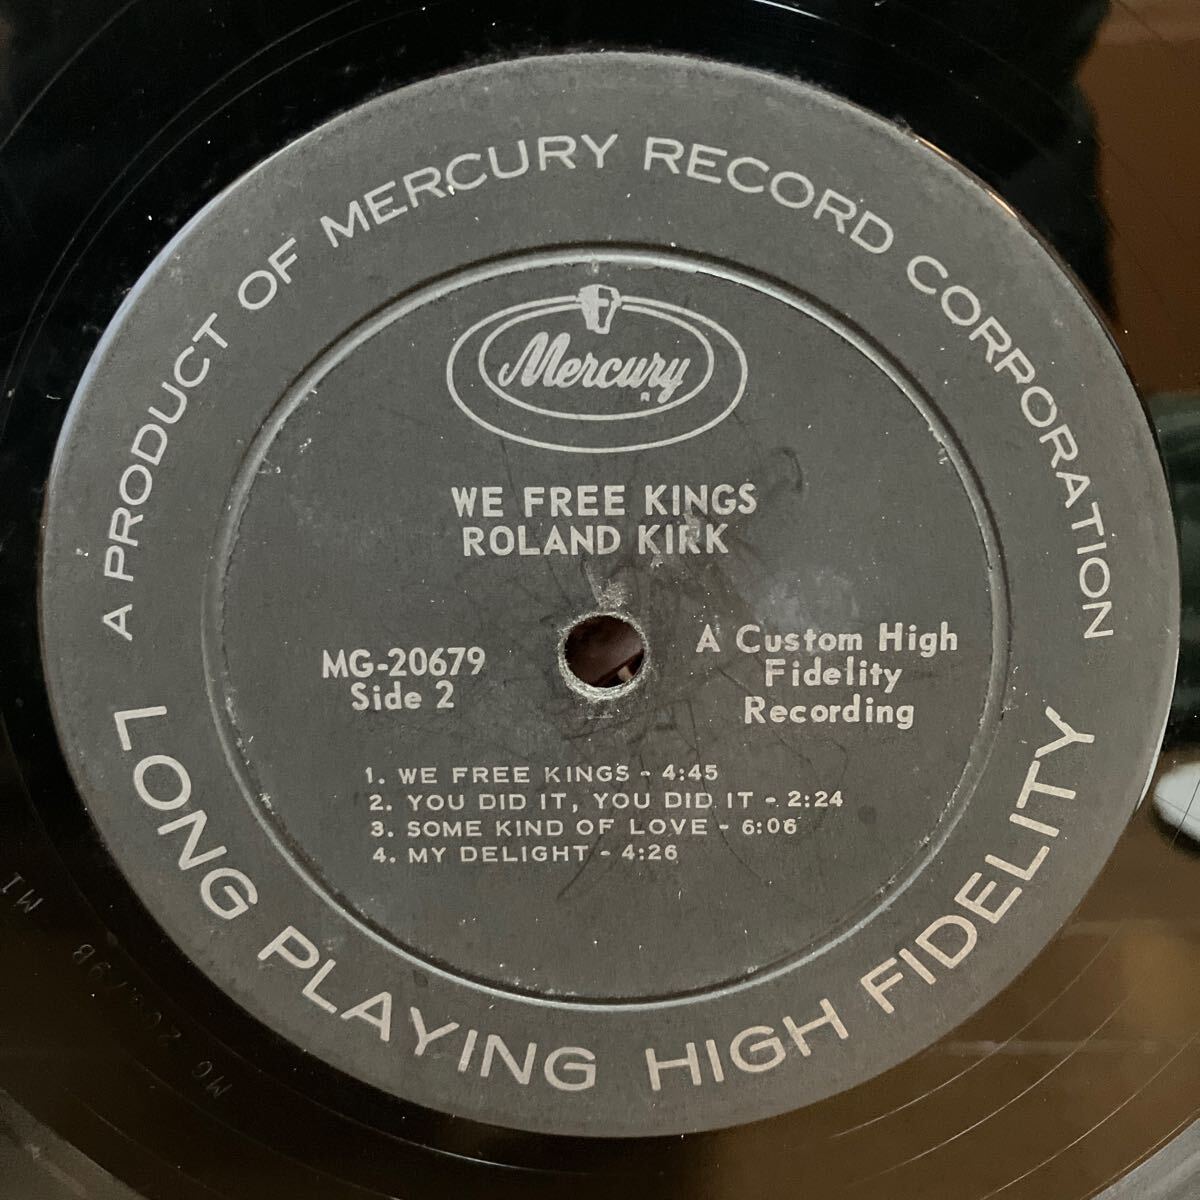 A PRODUCT OF MERCURY RECORD CORPORATION
Mercury
R
WE FREE KINGS
ROLAND KIRK
MG-20679
Side 2
A Custom High
Fidelity
Recording
1. WE FREE KINGS - 4:45
2. YOU DID IT, YOU DID IT - 2:24
3. SOME KIND OF LOVE - 6:06
4. MY DELIGHT - 4:26
LONG PLAYING HIGH FIDELITY